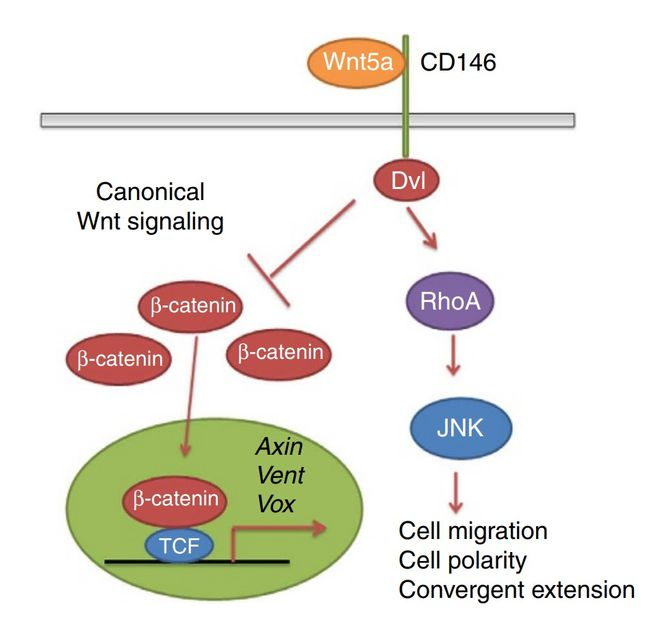 Wnt5a
CD146
Dvl
Canonical
Wnt signaling
β-catenin
β-catenin
β-catenin
RhoA
JNK
Axin
Vent
Vox
β-catenin
TCF
Cell migration
Cell polarity
Convergent extension